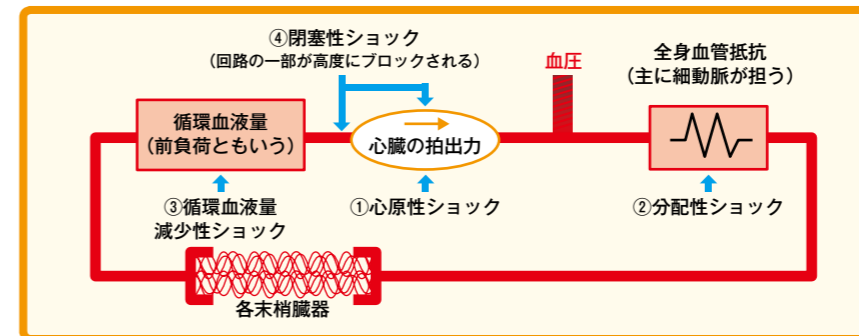 ④閉塞性ショック
（回路の一部が高度にブロックされる）
血圧
全身血管抵抗
（主に細動脈が担う）
循環血液量
（前負荷ともいう）
心臓の拍出力
③循環血液量
減少性ショック
①心原性ショック
②分配性ショック
各末梢臓器